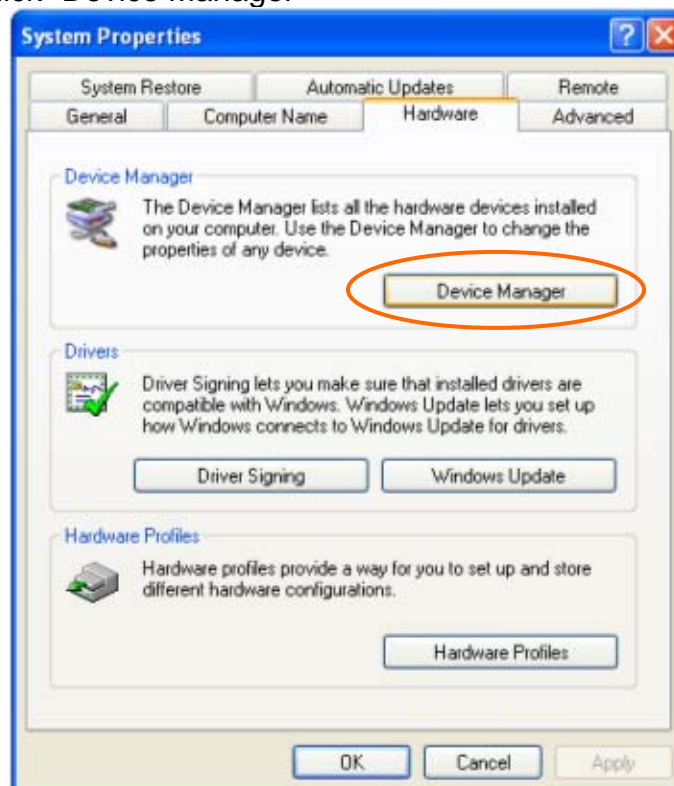 Device Manager
System Properties
System Restore Automatic Updates Remote
General Computer Name Hardware Advanced
Device Manager
The Device Manager lists all the hardware devices installed
on your computer. Use the Device Manager to change the
properties of any device.
Device Manager
Drivers
Driver Signing lets you make sure that installed drivers are
compatible with Windows. Windows Update lets you set up
how Windows connects to Windows Update for drivers.
Driver Signing Windows Update
Hardware Profiles
Hardware profiles provide a way for you to set up and store
different hardware configurations.
Hardware Profiles
OK Cancel Apply